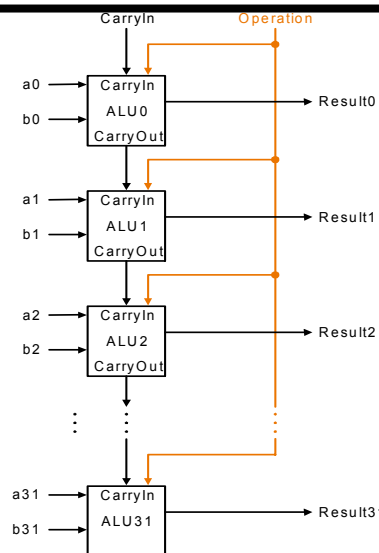 CarryIn Operation
a0 CarryIn
ALU0 Result0
b0
CarryOut
a1 CarryIn
ALU1 Result1
b1
CarryOut
a2 CarryIn
ALU2 Result2
b2
CarryOut
a31 CarryIn
ALU31 Result31
b31